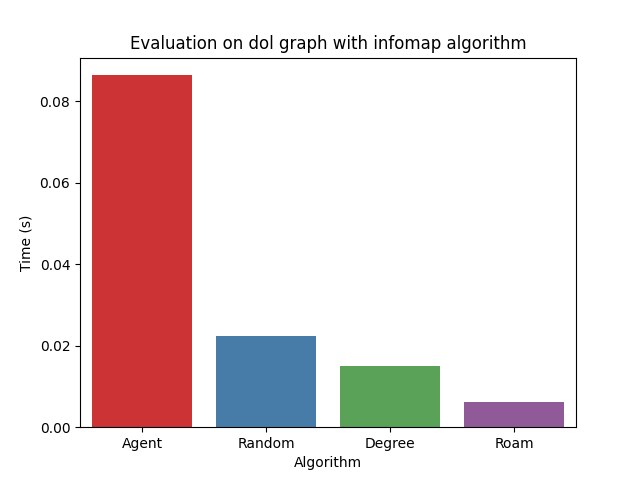 Evaluation on dol graph with infomap algorithm
0.08
0.06
0.04
0.02
0.00
Time (s)
Agent Random Degree Roam
Algorithm